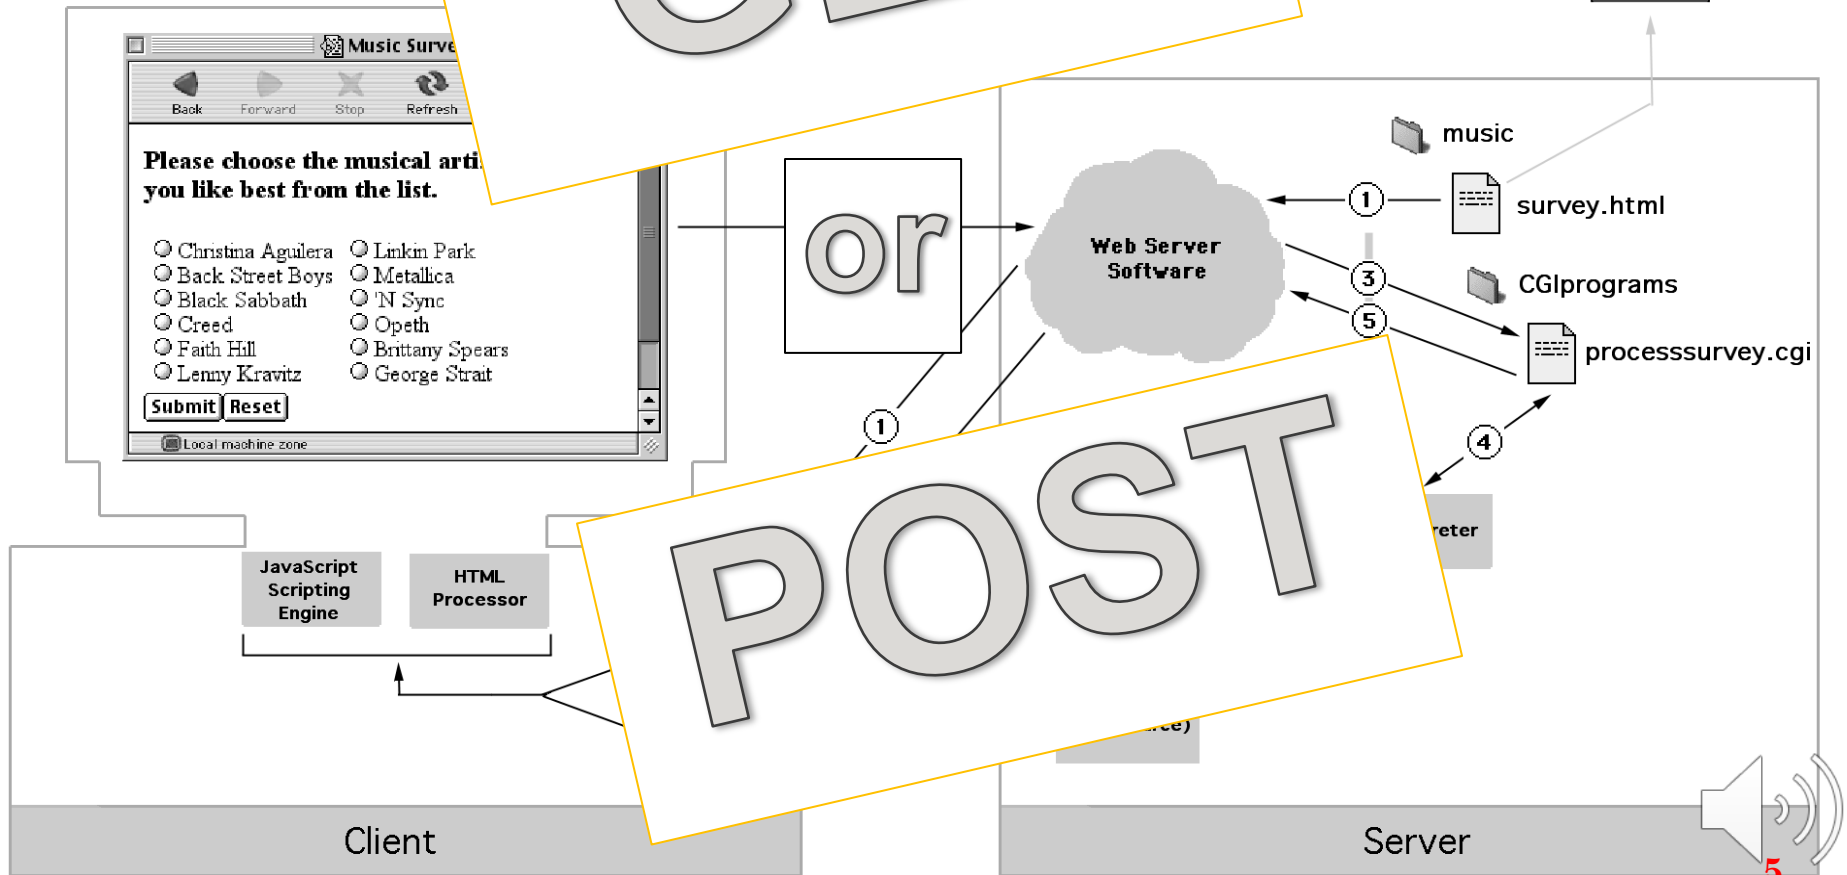 Music Surve
Back Forward Stop Refresh
Please choose the musical arti
you like best from the list.
Christina Aguilera Linkin Park
Back Street Boys Metallica
Black Sabbath 'N Sync
Creed Opeth
Faith Hill Brittany Spears
Lenny Kravitz George Strait
Submit Reset
Local machine zone
or
Web Server
Software
music
1
survey.html
3
CGIprograms
5
processsurvey.cgi
1
4
POST
reter
JavaScript
Scripting
Engine
HTML
Processor
rce)
Client
Server
5